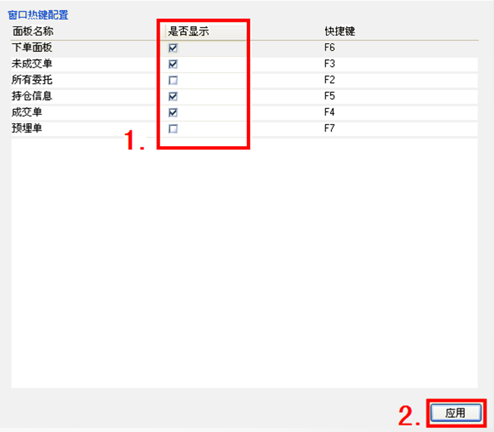 窗口热键配置
面板名称 是否显示 快捷键
下单面板 F6
未成交单 F3
所有委托 F2
持仓信息 F5
成交单 F4
预埋单 F7
1.
2. 应用